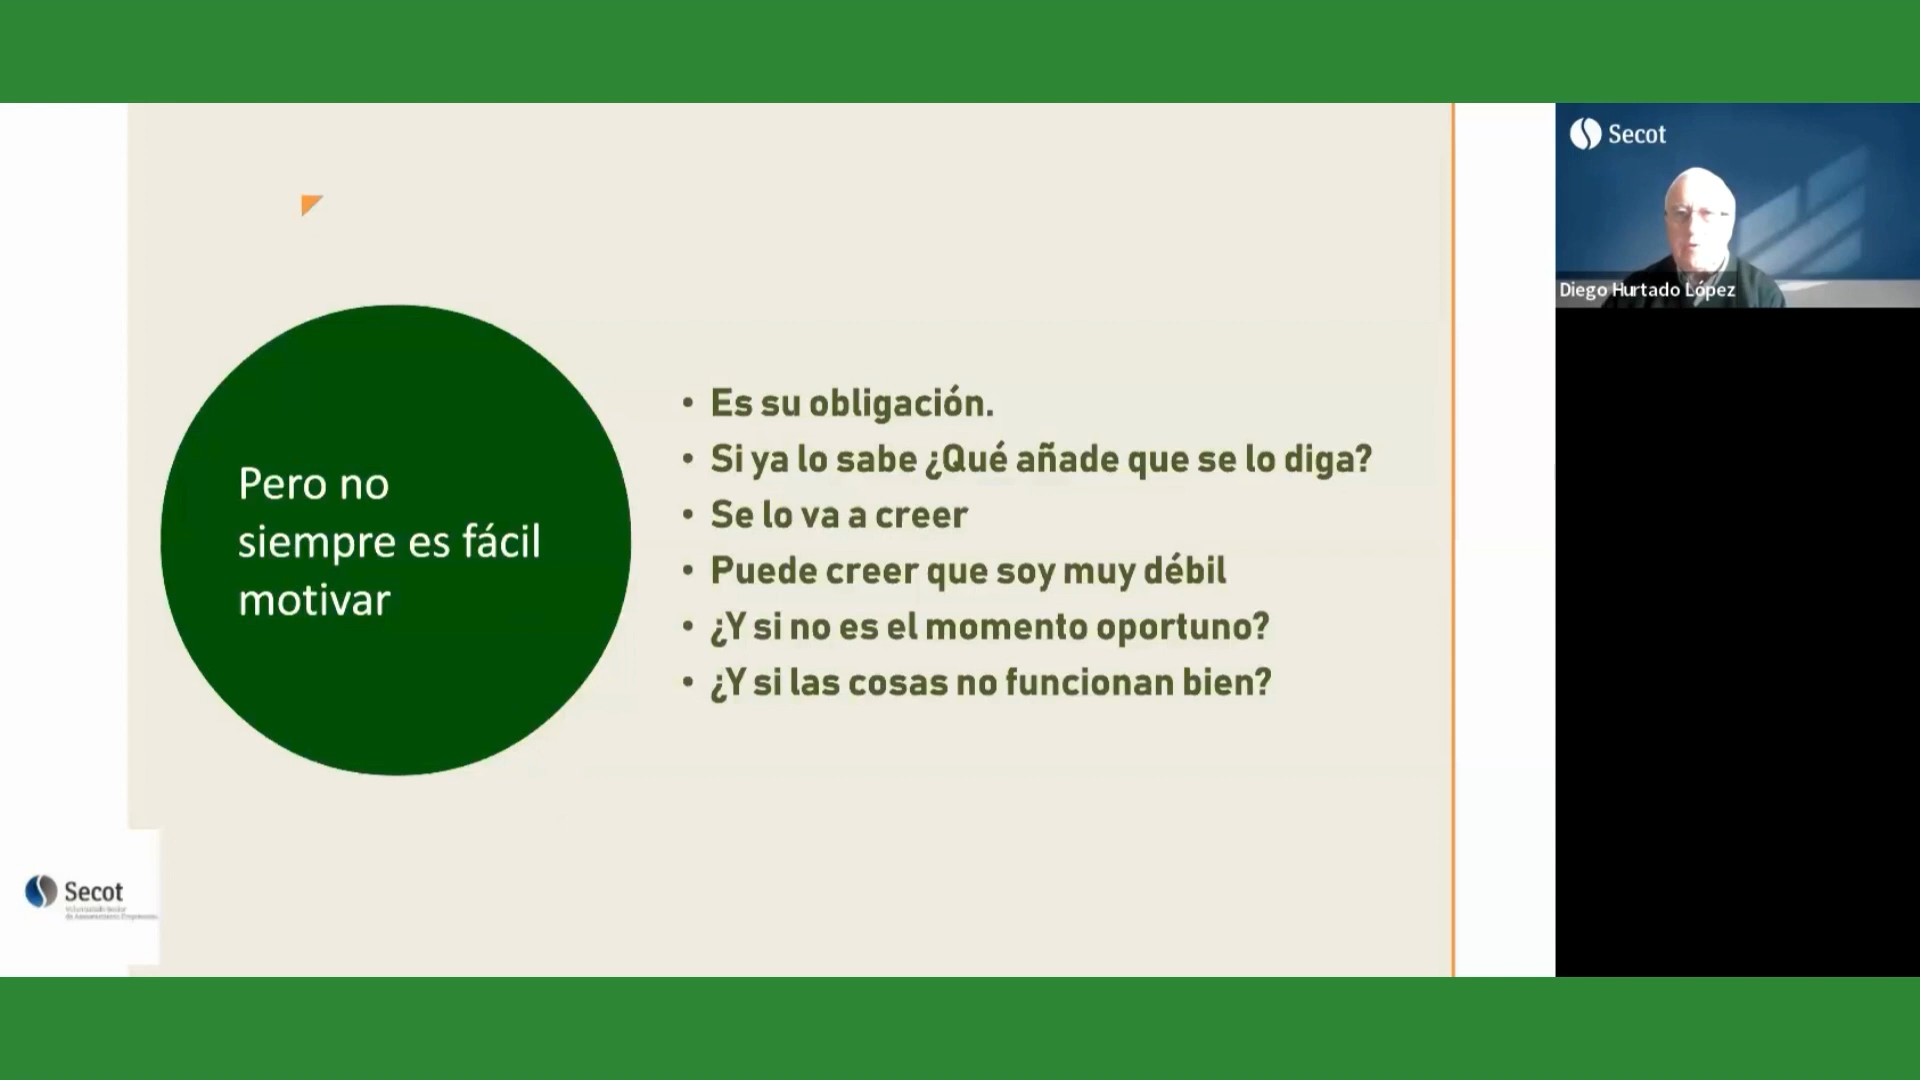 Pero no
siempre es fácil
motivar
• Es su obligación.
• Si ya lo sabe ¿Qué añade que se lo diga?
• Se lo va a creer
• Puede creer que soy muy débil
• ¿Y si no es el momento oportuno?
• ¿Y si las cosas no funcionan bien?
Secot
Secot
Diego Hurtado López